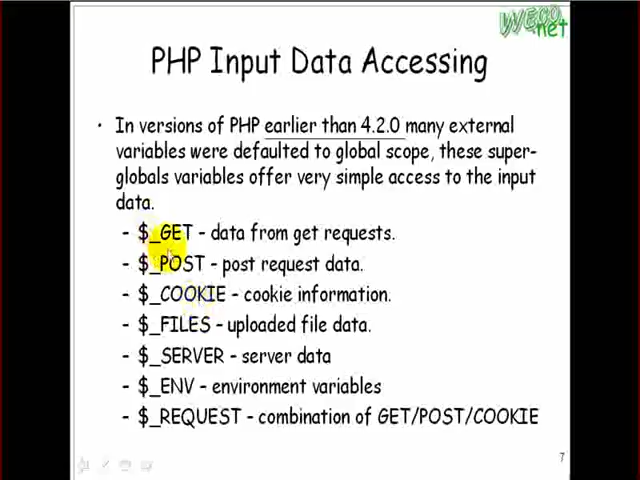 WeCo
.net
PHP Input Data Accessing
• In versions of PHP earlier than 4.2.0 many external
variables were defaulted to global scope, these super-
globals variables offer very simple access to the input
data.
- $_GET - data from get requests.
- $_POST - post request data.
- $_COOKIE - cookie information.
- $_FILES - uploaded file data.
- $_SERVER - server data
- $_ENV - environment variables
- $_REQUEST - combination of GET/POST/COOKIE
7